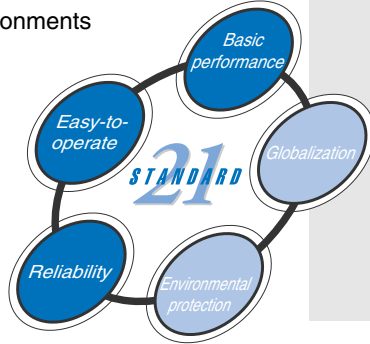 onments
Basic
performance
Easy-to-
operate
Globalization
21
STANDARD
Reliability
Environmental
protection